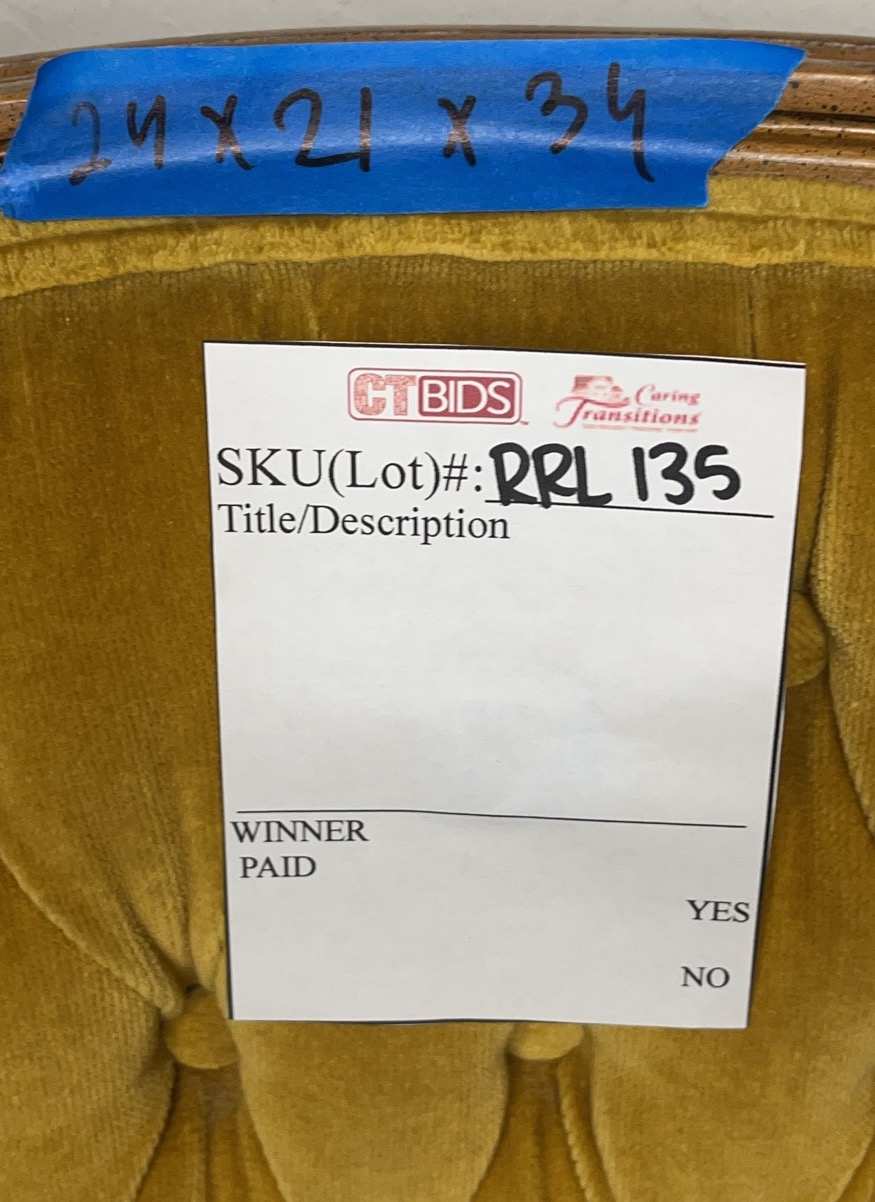 24 x 21 x 34
CTBIDS
Caring
Transitions
SKU(Lot)#: RRL 135
Title/Description
WINNER
PAID
YES
NO